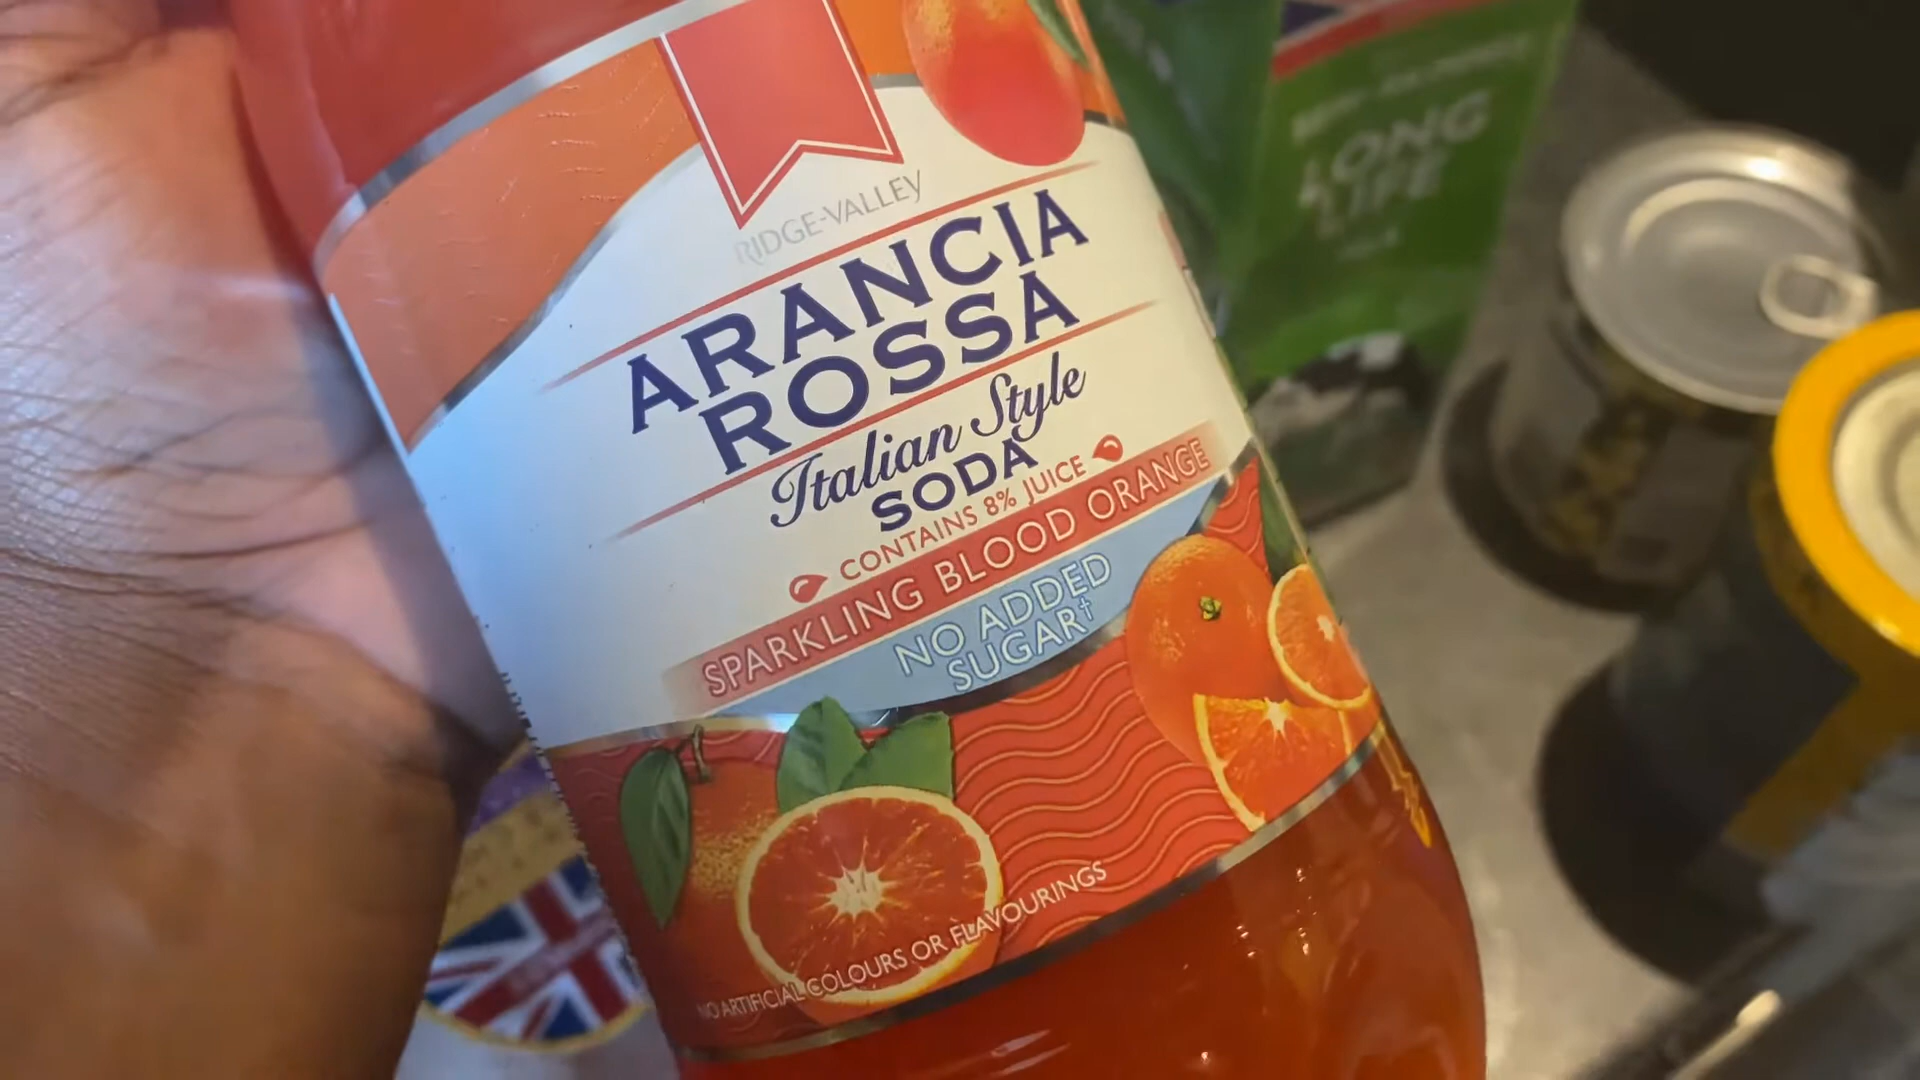 RIDGE-VALLEY
ARANCIA
ROSSA
Italian Style
SODA
CONTAINS 8% JUICE
SPARKLING BLOOD ORANGE
NO ADDED
SUGAR†
NO ARTIFICIAL COLOURS OR FLAVOURINGS
LONG
LIFE